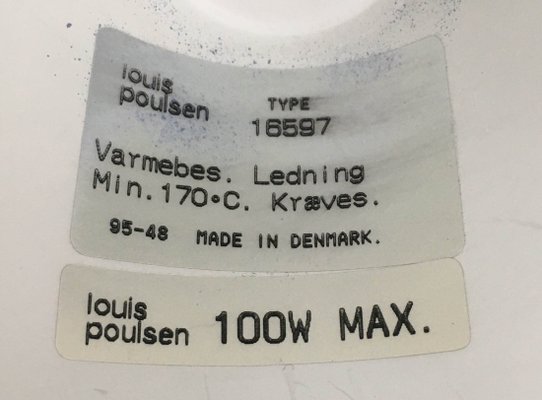 louis
poulsen
TYPE
16597
Varmebes. Ledning
Min. 170°C. Kræves.
95-48 MADE IN DENMARK.
louis
poulsen
100W MAX.